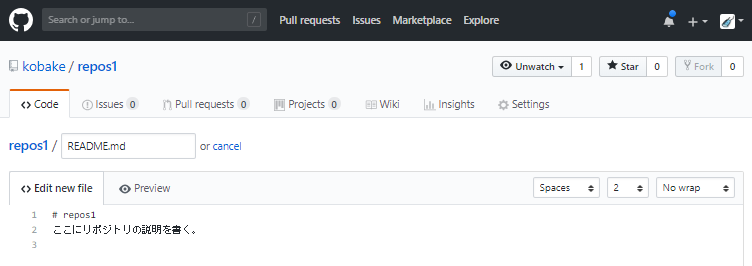 Search or jump to... / Pull requests Issues Marketplace Explore
kobake / repos1 Unwatch 1 Star 0 Fork 0
Code Issues 0 Pull requests 0 Projects 0 Wiki Insights Settings
repos1 / README.md or cancel
Edit new file Preview Spaces 2 No wrap
1 # repos1
2 ここにリポジトリの説明を書く。
3